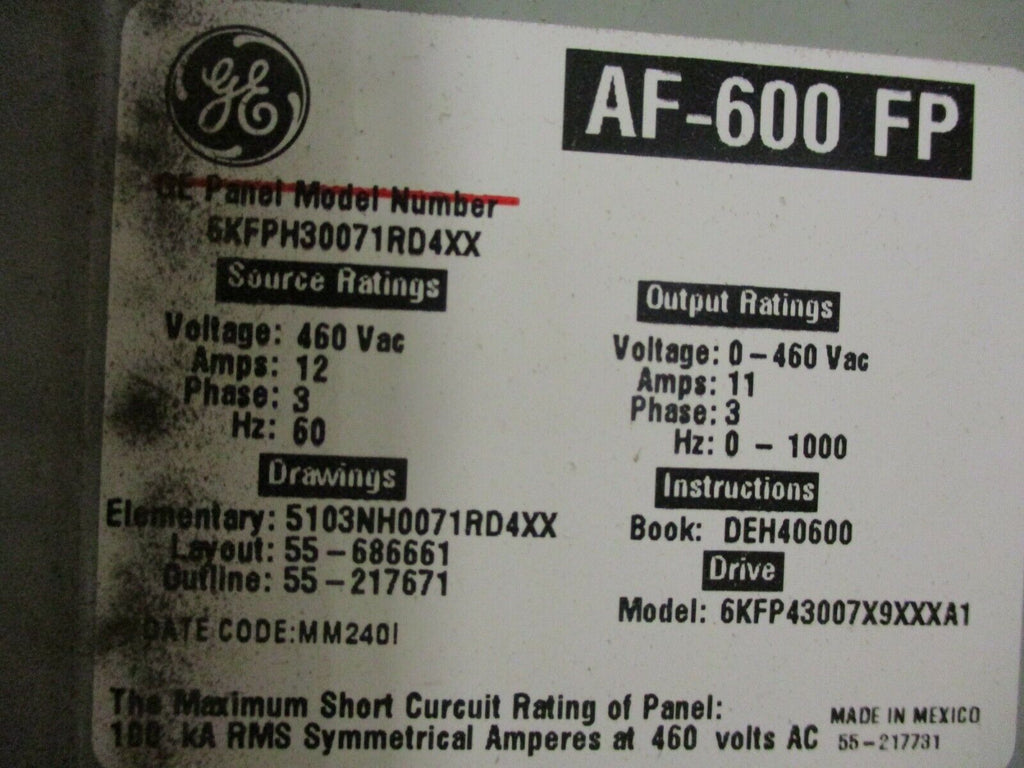 GE
AF-600 FP
GE Panel Model Number
6KFPH30071RD4XX
Source Ratings
Voltage: 460 Vac
Amps: 12
Phase: 3
Hz: 60
Output Ratings
Voltage: 0-460 Vac
Amps: 11
Phase: 3
Hz: 0 - 1000
Drawings
Elementary: 5103NH0071RD4XX
Layout: 55-686661
Outline: 55-217671
DATE CODE:MM240I
Instructions
Book: DEH40600
Drive
Model: 6KFP43007X9XXXA1
The Maximum Short Curcuit Rating of Panel:
100 kA RMS Symmetrical Amperes at 460 volts AC
MADE IN MEXICO
55-217731